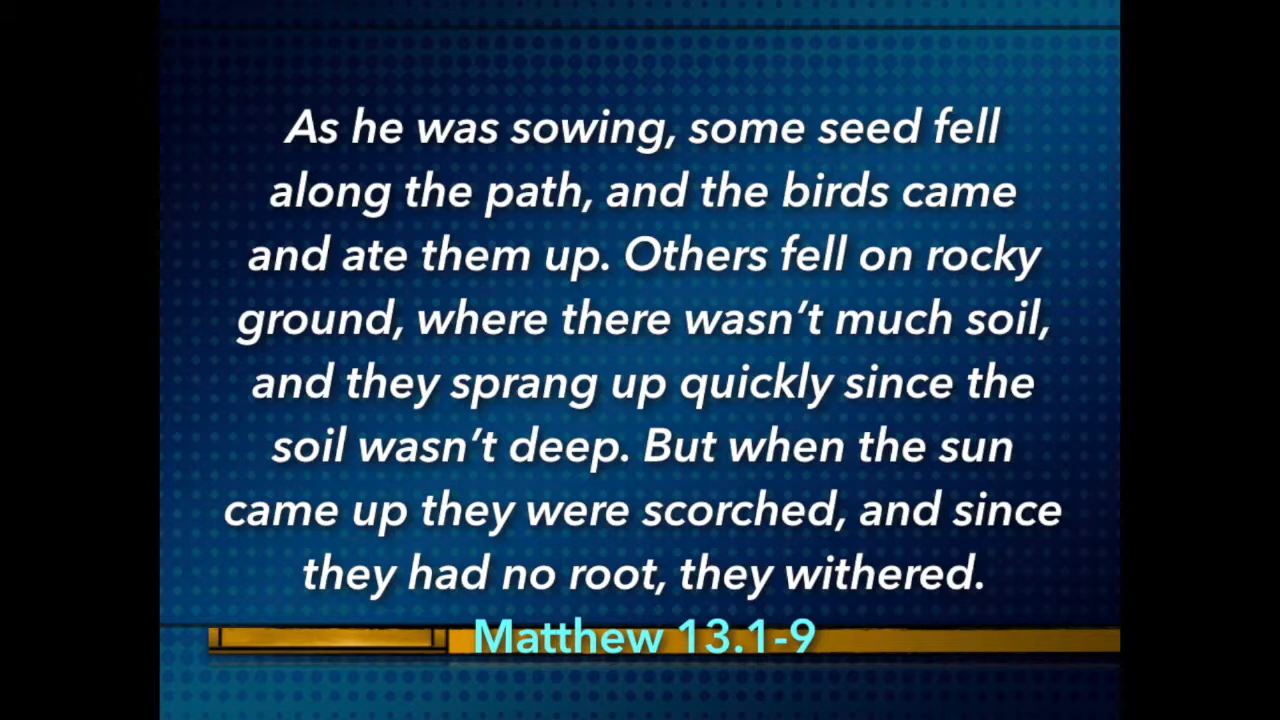 As he was sowing, some seed fell
along the path, and the birds came
and ate them up. Others fell on rocky
ground, where there wasn’t much soil,
and they sprang up quickly since the
soil wasn’t deep. But when the sun
came up they were scorched, and since
they had no root, they withered.
Matthew 13.1-9